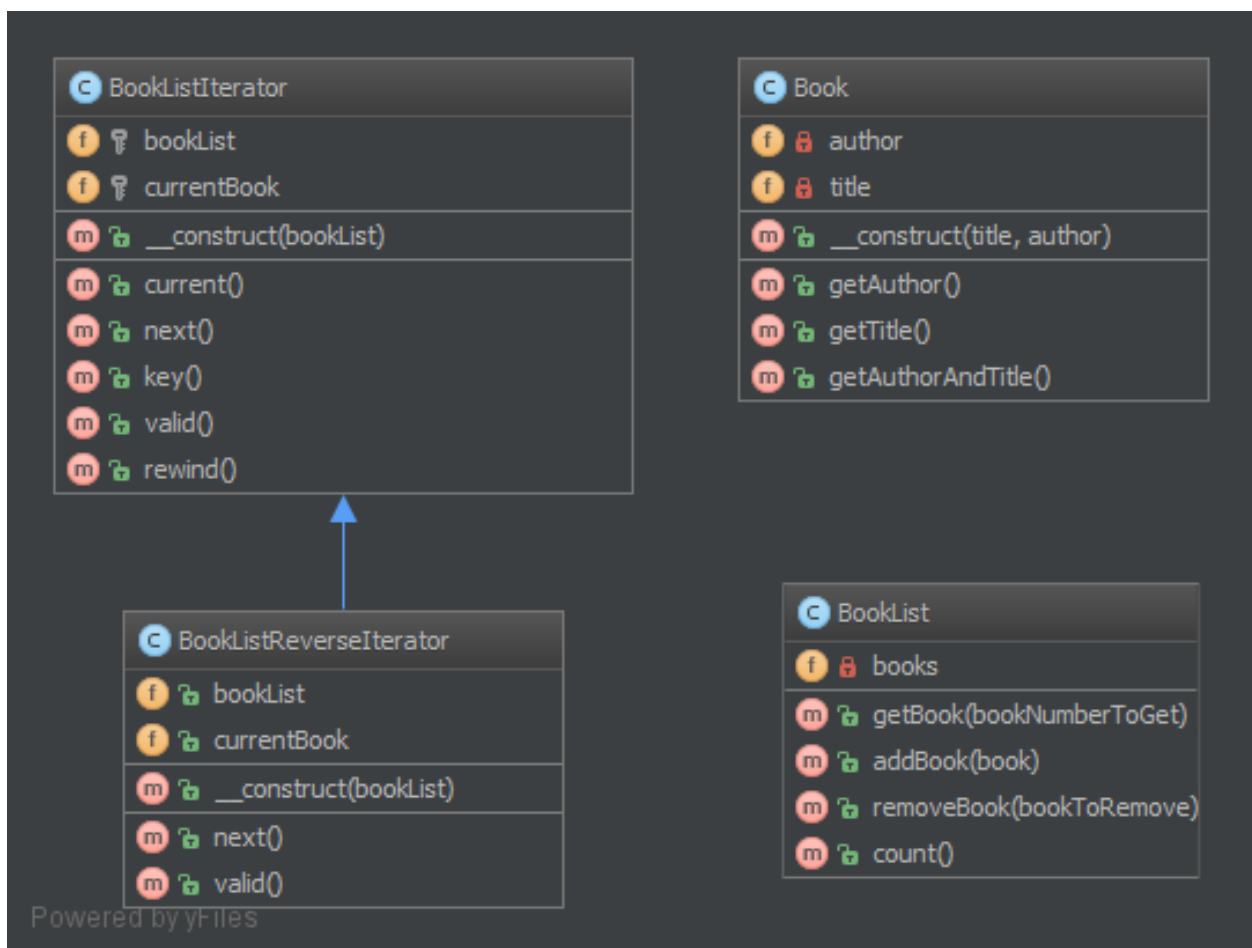 BookListIterator
bookList
currentBook
__construct(bookList)
current()
next()
key()
valid()
rewind()
Book
author
title
__construct(title, author)
getAuthor()
getTitle()
getAuthorAndTitle()
BookListReverseIterator
bookList
currentBook
__construct(bookList)
next()
valid()
BookList
books
getBook(bookNumberToGet)
addBook(book)
removeBook(bookToRemove)
count()
Powered by yFiles